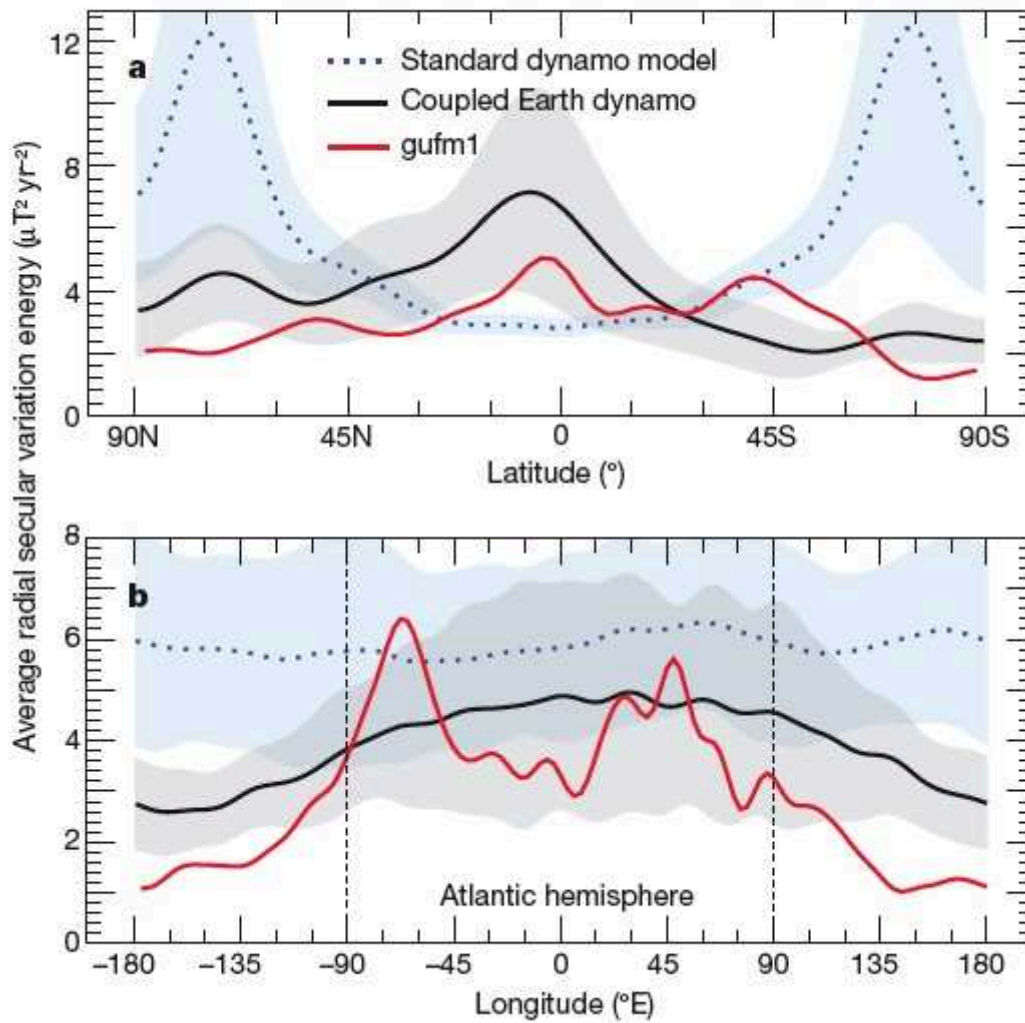 Average radial secular variation energy (μT² yr⁻²)
a
Standard dynamo model
Coupled Earth dynamo
gufm1
12
8
4
0
90N 45N 0 45S 90S
Latitude (°)
b
8
6
4
2
0
Atlantic hemisphere
–180 –135 –90 –45 0 45 90 135 180
Longitude (°E)